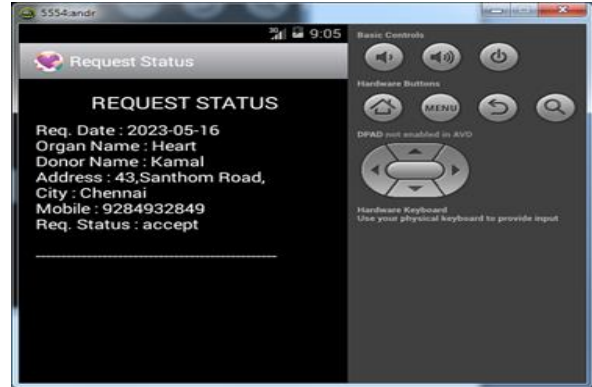 5554:andr
3G 9:05
Request Status
REQUEST STATUS
Req. Date : 2023-05-16
Organ Name : Heart
Donor Name : Kamal
Address : 43,Santhom Road,
City : Chennai
Mobile : 9284932849
Req. Status : accept
Basic Controls
Hardware Buttons
MENU
DPAD not enabled in AVD
Hardware Keyboard
Use your physical keyboard to provide input